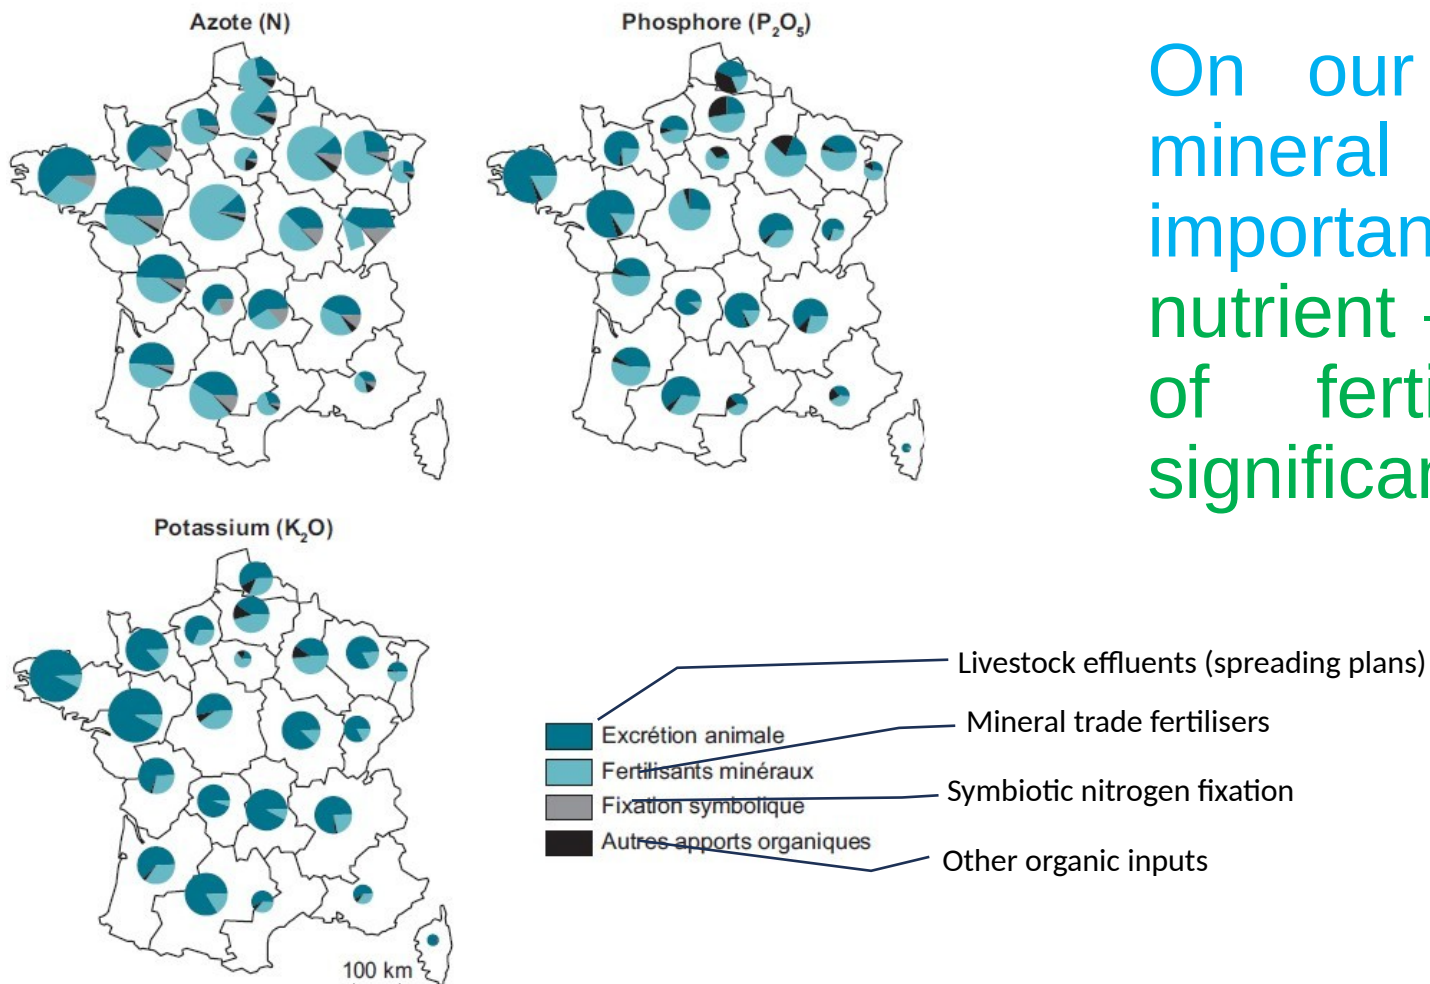 Azote (N)
Phosphore (P₂O₅)
On our
mineral
importan
nutrient -
of ferti
significar
Potassium (K₂O)
100 km
Excrétion animale
Fertilisants minéraux
Fixation symbolique
Autres apports organiques
Livestock effluents (spreading plans)
Mineral trade fertilisers
Symbiotic nitrogen fixation
Other organic inputs